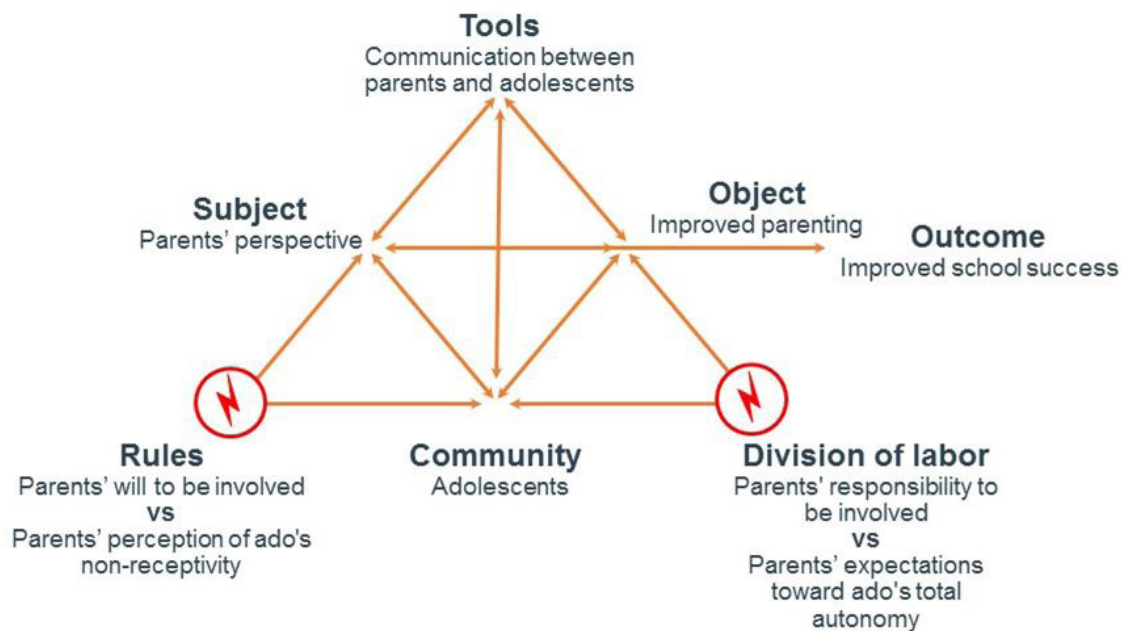 Tools
Communication between
parents and adolescents
Subject
Parents’ perspective
Object
Improved parenting
Outcome
Improved school success
Rules
Parents’ will to be involved
vs
Parents’ perception of ado's
non-receptivity
Community
Adolescents
Division of labor
Parents' responsibility to
be involved
vs
Parents’ expectations
toward ado's total
autonomy